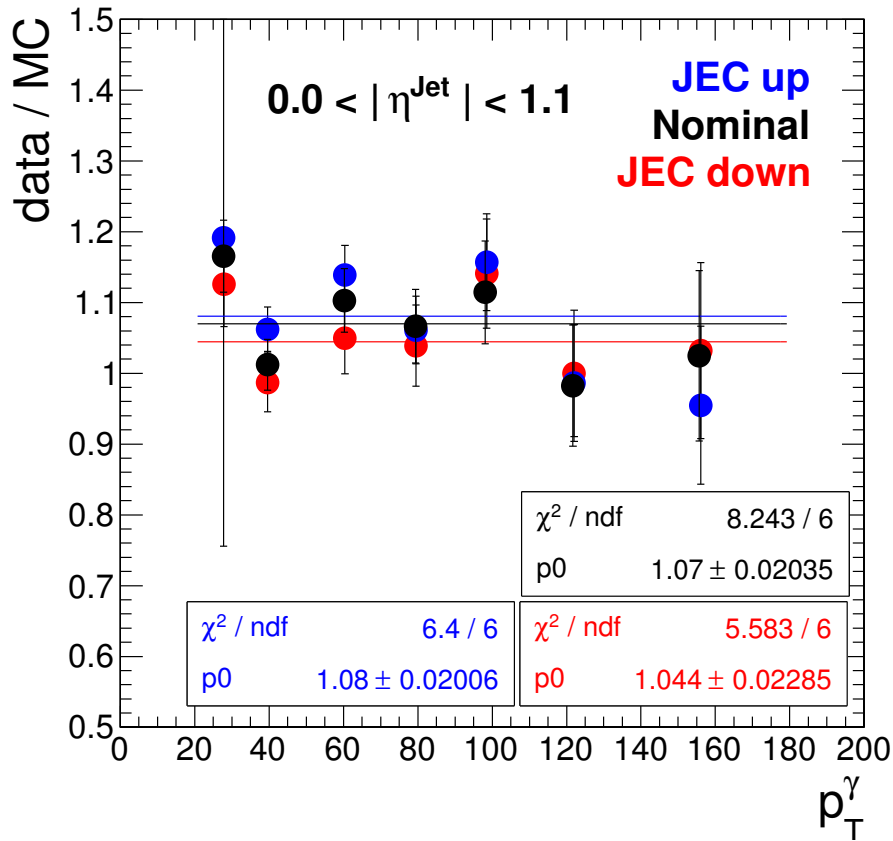 data / MC
1.5
1.4
1.3
1.2
1.1
1
0.9
0.8
0.7
0.6
0.5
0.0 < | η^Jet | < 1.1
JEC up
Nominal
JEC down
χ² / ndf 8.243 / 6
p0 1.07 ± 0.02035
χ² / ndf 6.4 / 6
p0 1.08 ± 0.02006
χ² / ndf 5.583 / 6
p0 1.044 ± 0.02285
0 20 40 60 80 100 120 140 160 180 200
p_T^γ